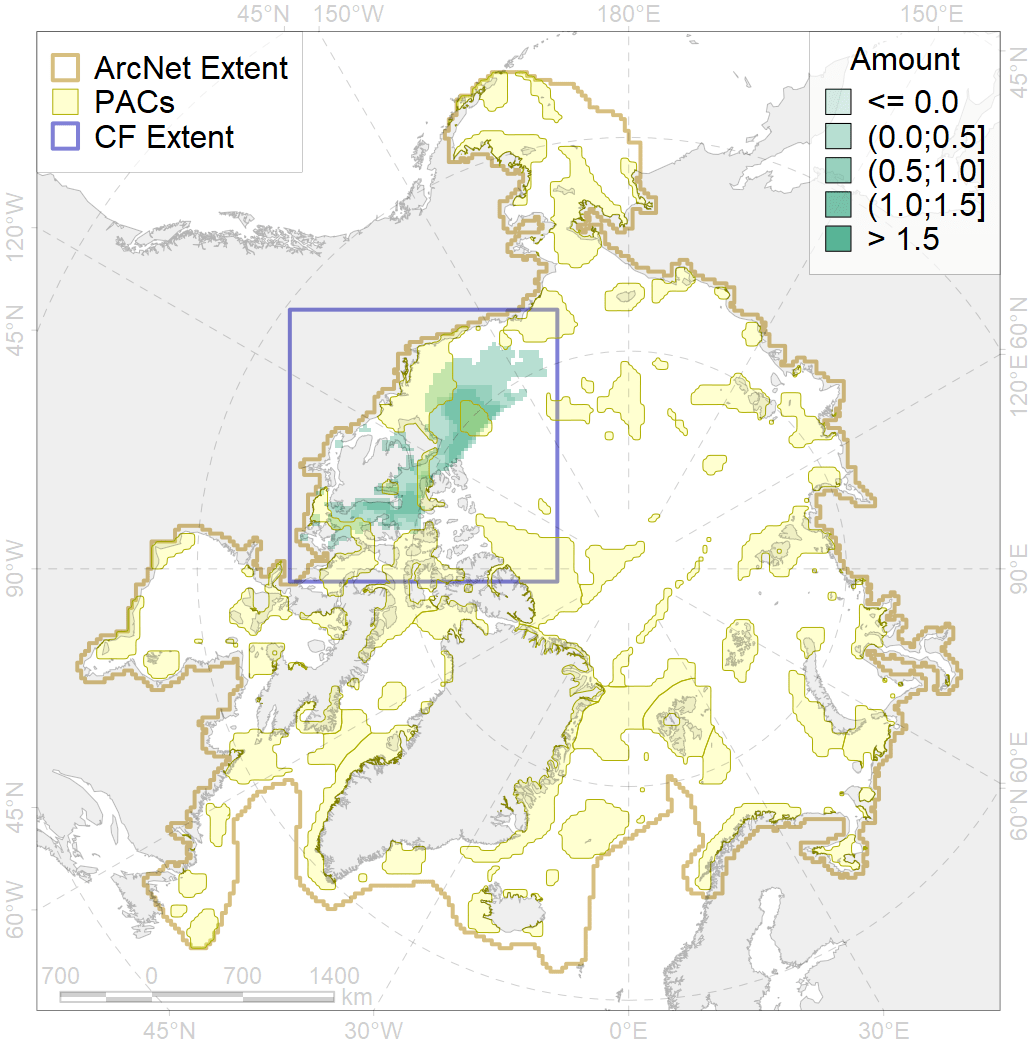 45°N 150°W 180°E 150°E
ArcNet Extent
PACs
CF Extent
Amount
<= 0.0
(0.0;0.5]
(0.5;1.0]
(1.0;1.5]
> 1.5
45°N
120°W
45°N
60°N
120°E
90°W
90°E
60°E
45°N
60°N
60°W
700 0 700 1400
km
45°N 30°W 0°E 30°E